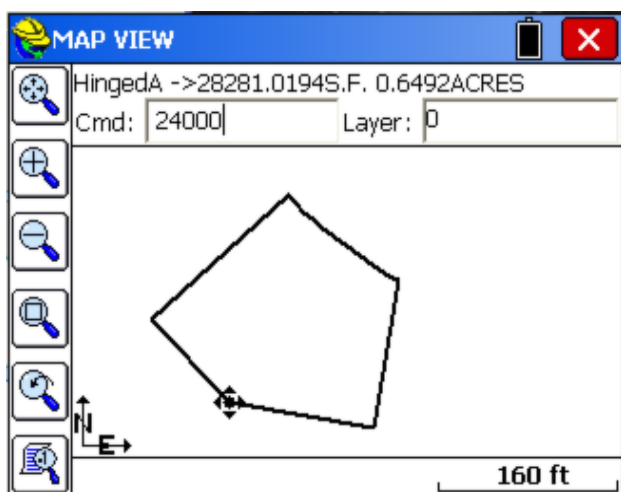 MAP VIEW
HingedA ->28281.0194S.F. 0.6492ACRES
Cmd: 24000 Layer: 0
N
E
160 ft